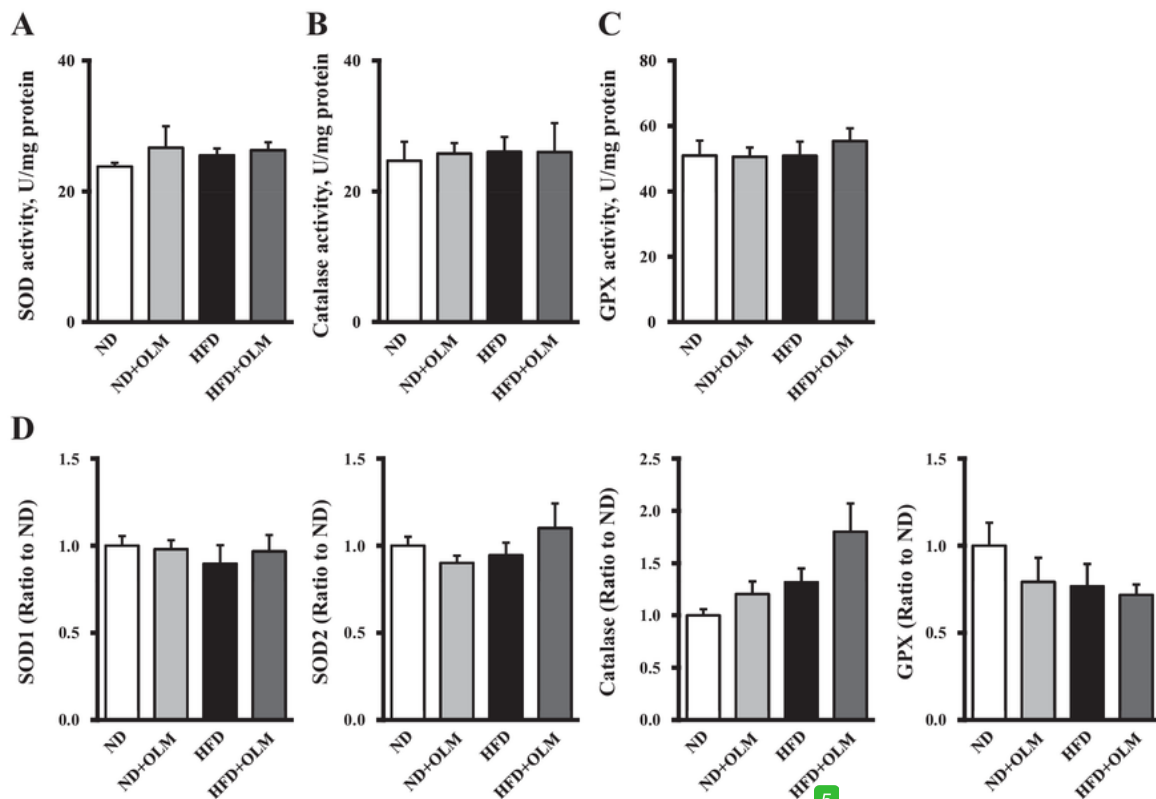 A
B
C
SOD activity, U/mg protein
40
20
0
ND
ND+OLM
HFD
HFD+OLM
Catalase activity, U/mg protein
40
20
0
ND
ND+OLM
HFD
HFD+OLM
GPX activity, U/mg protein
80
60
40
20
0
ND
ND+OLM
HFD
HFD+OLM
D
SOD1 (Ratio to ND)
1.5
1.0
0.5
0.0
ND
ND+OLM
HFD
HFD+OLM
SOD2 (Ratio to ND)
1.5
1.0
0.5
0.0
ND
ND+OLM
HFD
HFD+OLM
Catalase (Ratio to ND)
2.5
2.0
1.5
1.0
0.5
0.0
ND
ND+OLM
HFD
HFD+OLM
GPX (Ratio to ND)
1.5
1.0
0.5
0.0
ND
ND+OLM
HFD
HFD+OLM